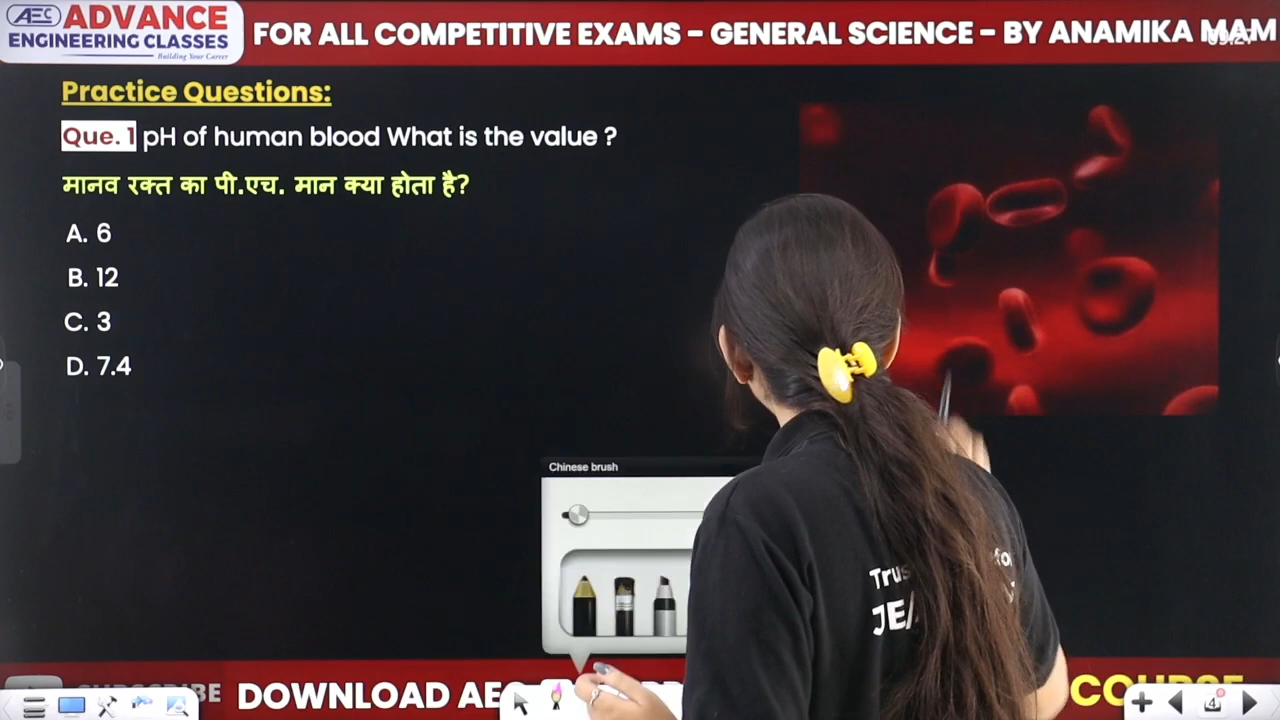 AEC ADVANCE
ENGINEERING CLASSES
Building Your Career
FOR ALL COMPETITIVE EXAMS - GENERAL SCIENCE - BY ANAMIKA MAM
Practice Questions:
Que. 1 pH of human blood What is the value ?
मानव रक्त का पी.एच. मान क्या होता है?
A. 6
B. 12
C. 3
D. 7.4
Chinese brush
DOWNLOAD
COURSE
4